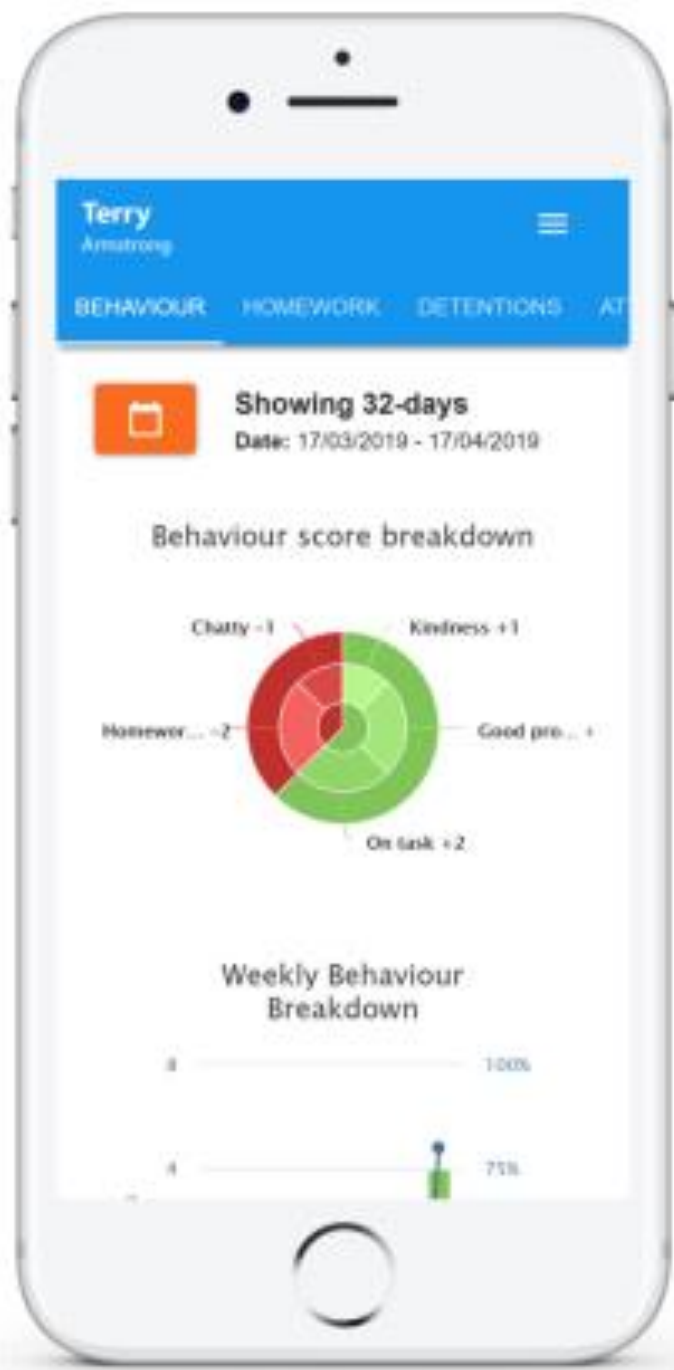 Terry
Armstrong
BEHAVIOUR HOMEWORK DETENTIONS AT
Showing 32-days
Date: 17/03/2019 - 17/04/2019
Behaviour score breakdown
Chatty -1 Kindness +1
Homewor... -2 Good pro... +
On task +2
Weekly Behaviour
Breakdown
100%
4 75%